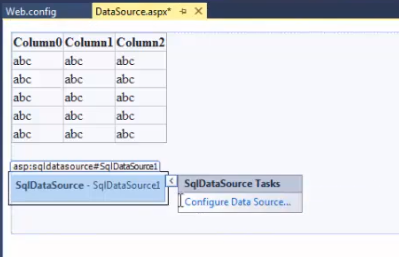 Web.config DataSource.aspx*
Column0 Column1 Column2
abc abc abc
abc abc abc
abc abc abc
abc abc abc
abc abc abc
asp:sqldatasource#SqlDataSource1
SqlDataSource - SqlDataSource1
SqlDataSource Tasks
Configure Data Source...